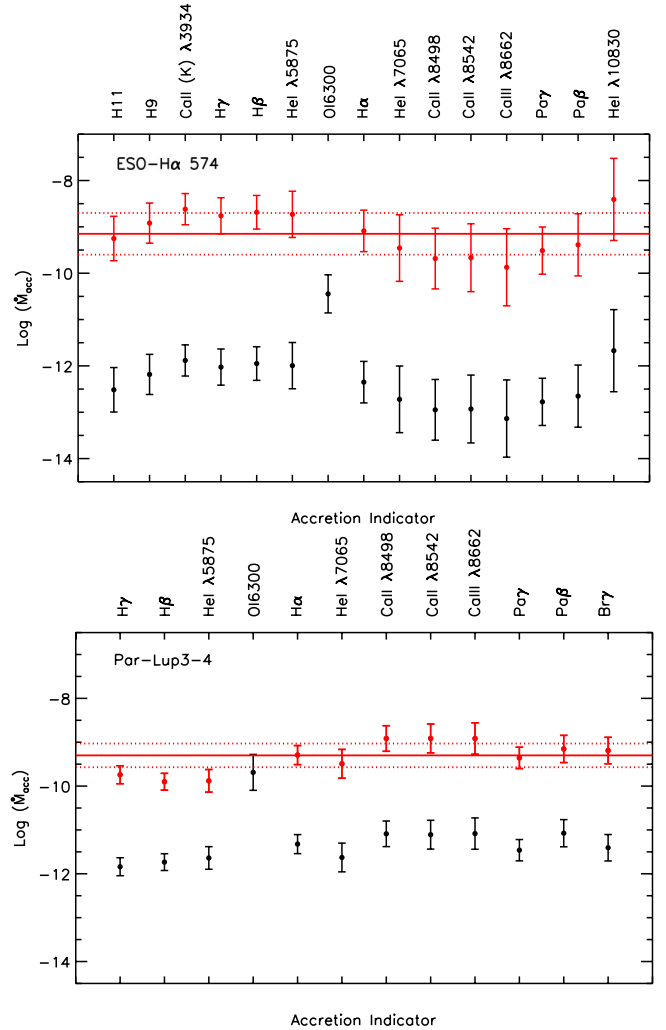 H11 H9 CaII (K) λ3934 Hγ Hβ HeI λ5875 OI6300 Hα HeI λ7065 CaII λ8498 CaII λ8542 CaIII λ8662 Paγ Paβ HeI λ10830
ESO-Hα 574
-8
-10
-12
-14
Log (Ṁacc)
Accretion Indicator
Hγ Hβ HeI λ5875 OI6300 Hα HeI λ7065 CaII λ8498 CaII λ8542 CaIII λ8662 Paγ Paβ Brγ
Par-Lup3-4
-8
-10
-12
-14
Log (Ṁacc)
Accretion Indicator